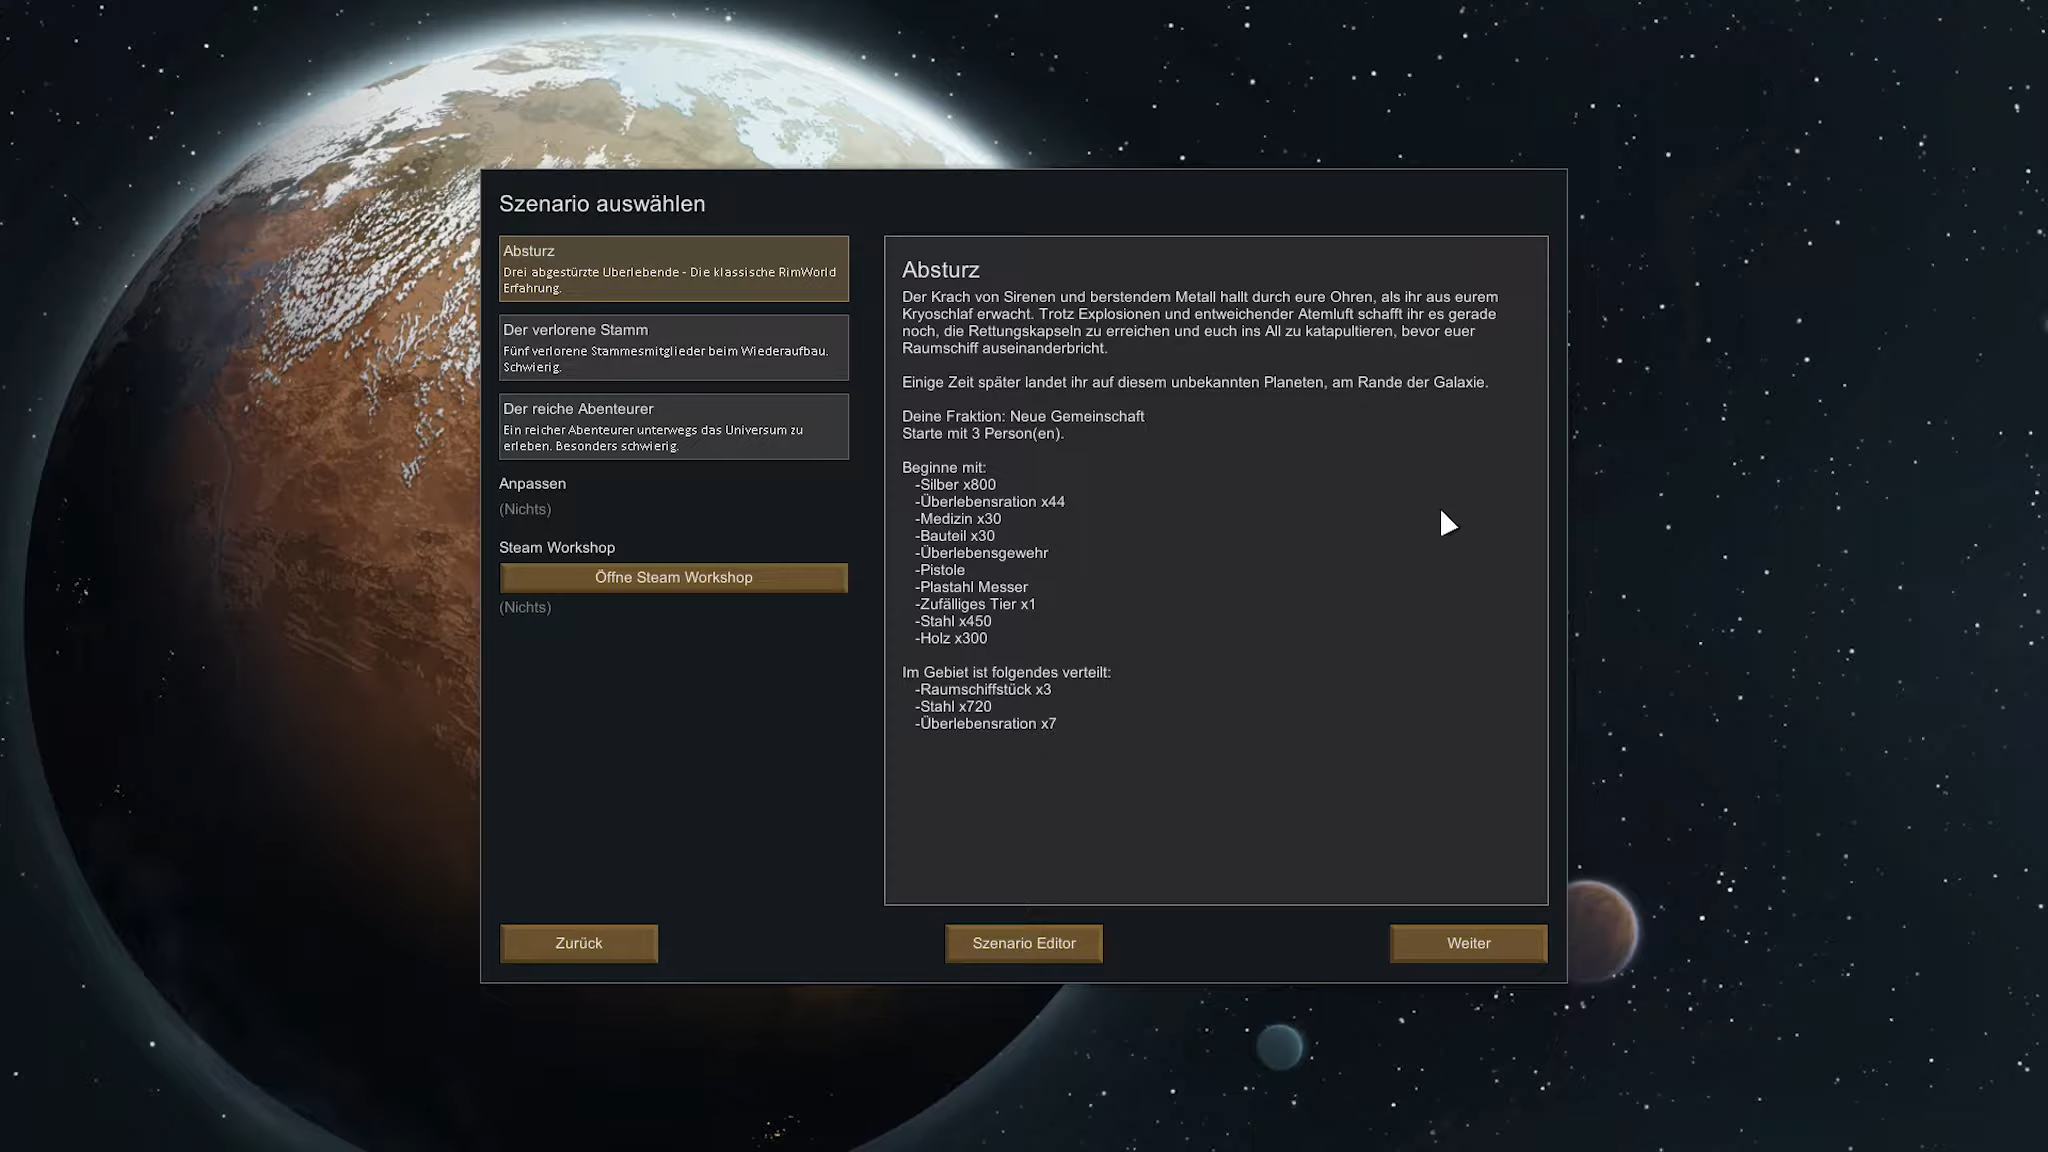 Szenario auswählen
Absturz
Drei abgestürzte Überlebende - Die klassische RimWorld
Erfahrung.
Der verlorene Stamm
Fünf verlorene Stammesmitglieder beim Wiederaufbau.
Schwierig.
Der reiche Abenteurer
Ein reicher Abenteurer unterwegs das Universum zu
erleben. Besonders schwierig.
Anpassen
(Nichts)
Steam Workshop
Öffne Steam Workshop
(Nichts)
Absturz
Der Krach von Sirenen und berstendem Metall hallt durch eure Ohren, als ihr aus eurem
Kryoschlaf erwacht. Trotz Explosionen und entweichender Atemluft schafft ihr es gerade
noch, die Rettungskapseln zu erreichen und euch ins All zu katapultieren, bevor euer
Raumschiff auseinanderbricht.
Einige Zeit später landet ihr auf diesem unbekannten Planeten, am Rande der Galaxie.
Deine Fraktion: Neue Gemeinschaft
Starte mit 3 Person(en).
Beginne mit:
-Silber x800
-Überlebensration x44
-Medizin x30
-Bauteil x30
-Überlebensgewehr
-Pistole
-Plastahl Messer
-Zufälliges Tier x1
-Stahl x450
-Holz x300
Im Gebiet ist folgendes verteilt:
-Raumschiffstück x3
-Stahl x720
-Überlebensration x7
Zurück
Szenario Editor
Weiter